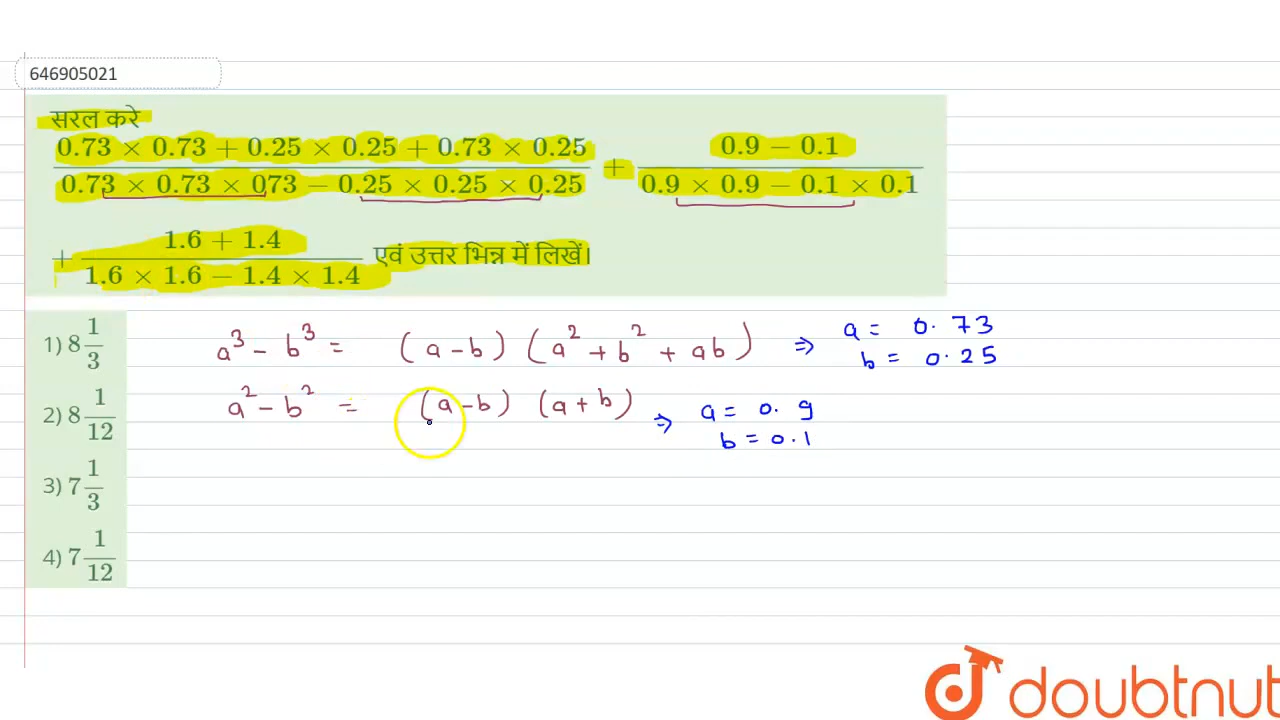 646905021
सरल करे
0.73 × 0.73 + 0.25 × 0.25 + 0.73 × 0.25 / 0.73 × 0.73 × 073 − 0.25 × 0.25 × 0.25 + 0.9 − 0.1 / 0.9 × 0.9 − 0.1 × 0.1
+ 1.6 + 1.4 / 1.6 × 1.6 − 1.4 × 1.4 एवं उत्तर भिन्न में लिखें।
1) 8 1/3
2) 8 1/12
3) 7 1/3
4) 7 1/12
a³ − b³ = (a − b) (a² + b² + ab) ⇒ a = 0.73
b = 0.25
a² − b² = (a − b) (a + b) ⇒ a = 0.9
b = 0.1
doubtnut